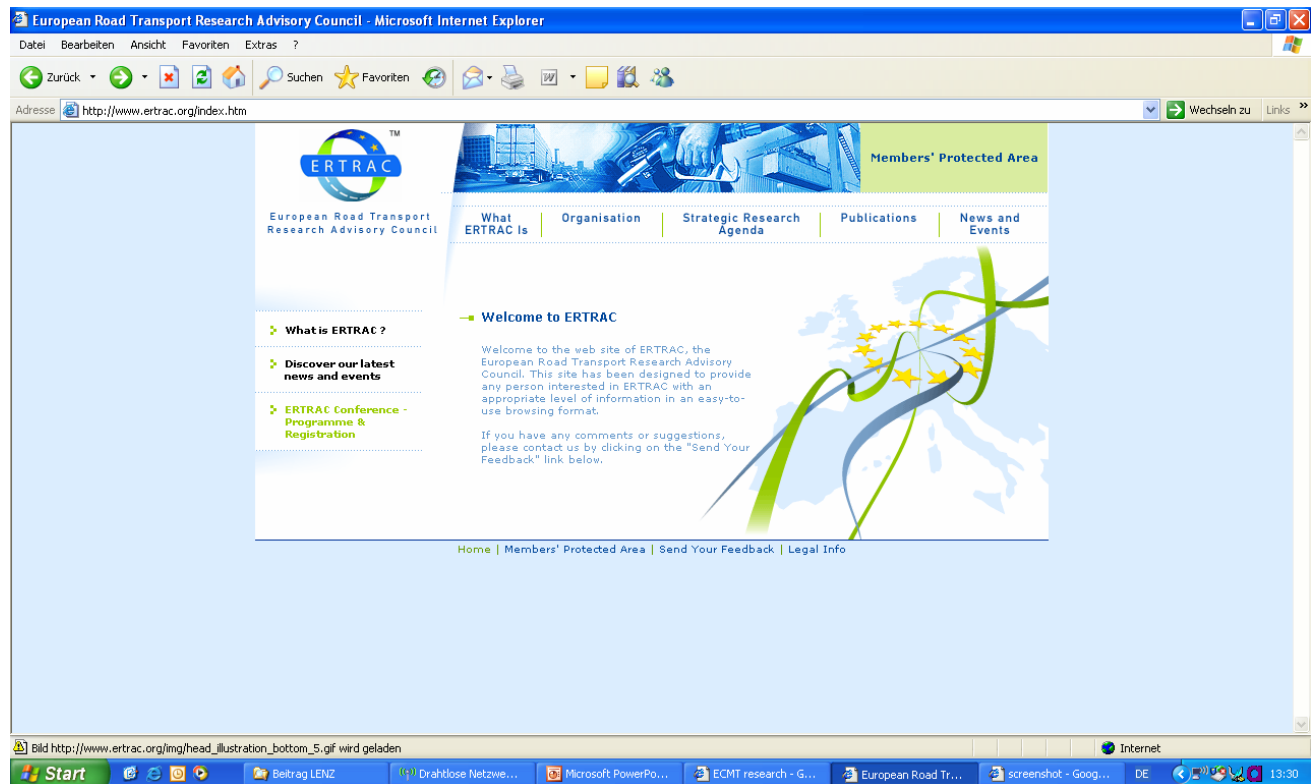 European Road Transport Research Advisory Council - Microsoft Internet Explorer
Datei Bearbeiten Ansicht Favoriten Extras ?
Zurück Suchen Favoriten
Adresse http://www.ertrac.org/index.htm Wechseln zu Links »
ERTRAC TM
European Road Transport
Research Advisory Council
Members' Protected Area
What
ERTRAC Is
Organisation
Strategic Research
Agenda
Publications
News and
Events
What is ERTRAC ?
Discover our latest
news and events
ERTRAC Conference -
Programme &
Registration
Welcome to ERTRAC
Welcome to the web site of ERTRAC, the
European Road Transport Research Advisory
Council. This site has been designed to provide
any person interested in ERTRAC with an
appropriate level of information in an easy-to-
use browsing format.
If you have any comments or suggestions,
please contact us by clicking on the "Send Your
Feedback" link below.
Home | Members' Protected Area | Send Your Feedback | Legal Info
Bild http://www.ertrac.org/img/head_illustration_bottom_5.gif wird geladen Internet
Start Beitrag LENZ Drahtlose Netzwe... Microsoft PowerPo... ECMT research - G... European Road Tr... screenshot - Goog... DE 13:30